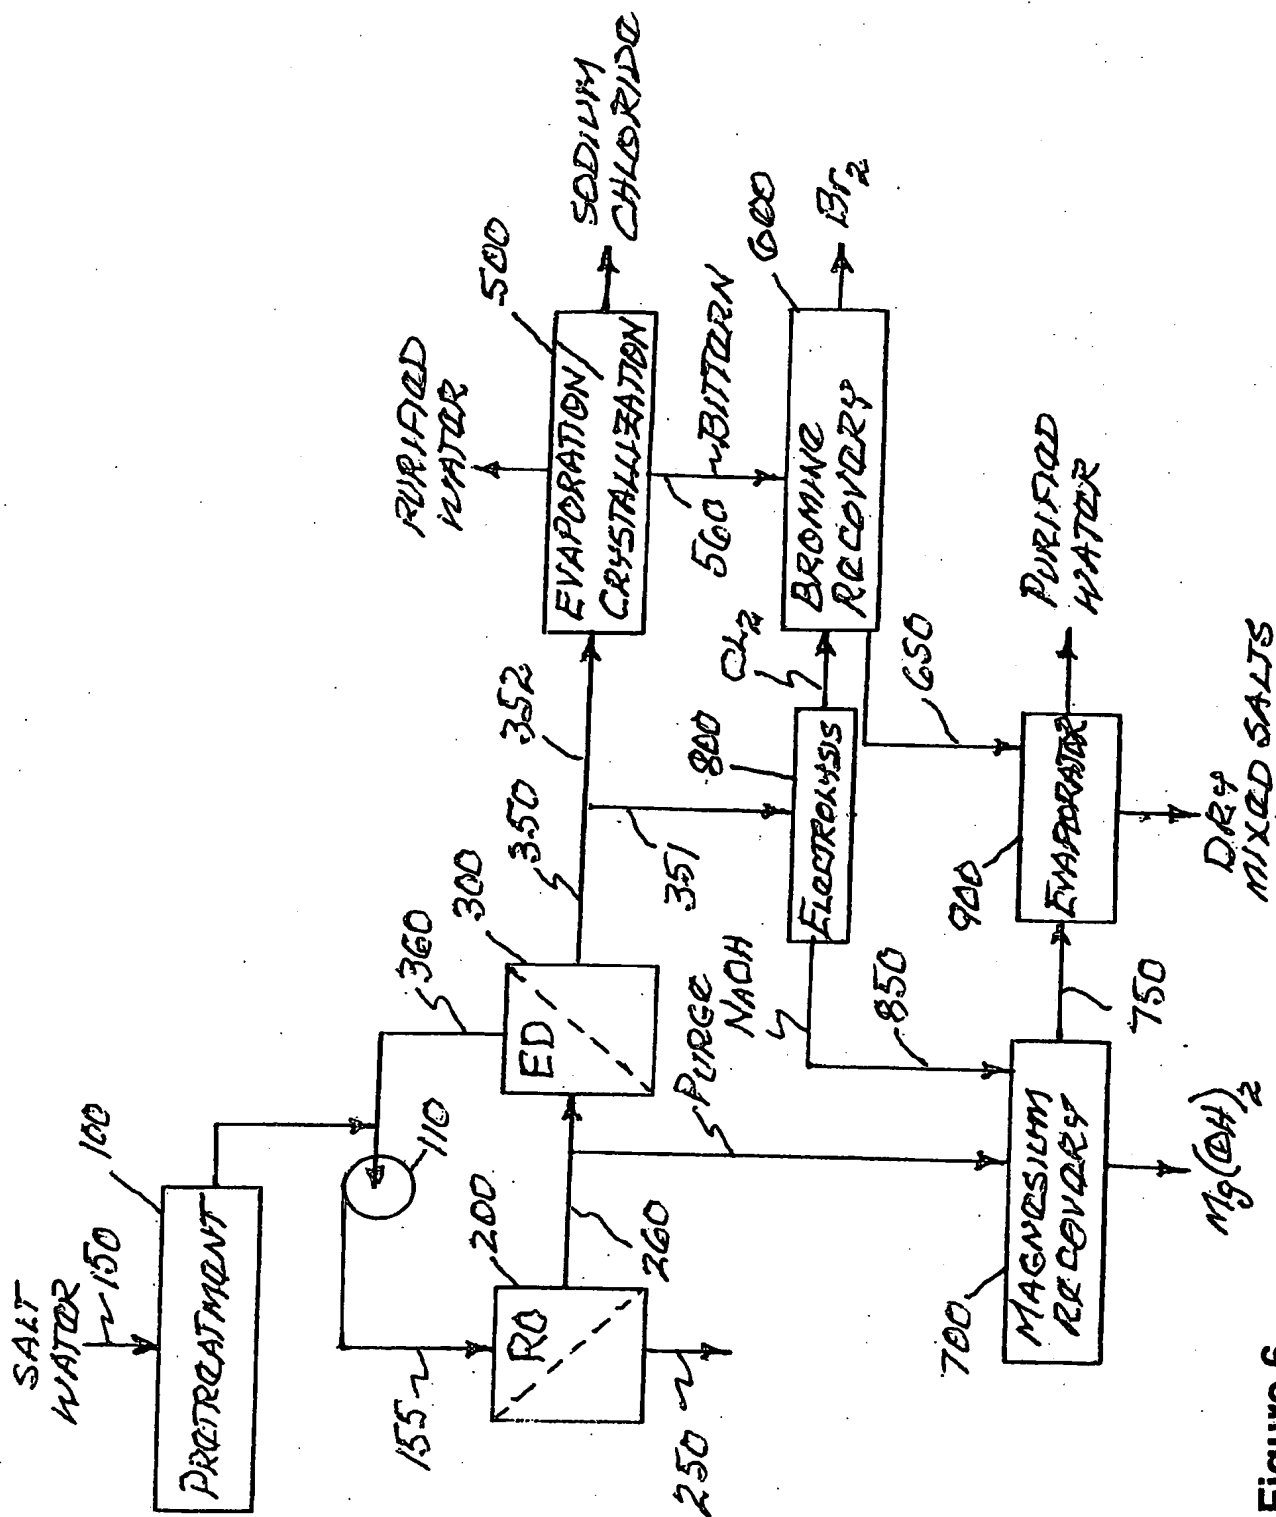 SALT
WATER
150
100
PRETREATMENT
110
155
RO
200
250
260
360
ED
300
350
352
351
PURIFIED
WATER
500
EVAPORATION/
CRYSTALLIZATION
SODIUM
CHLORIDE
560
BITTERN
600
BROMINE
RECOVERY
Br2
Cl2
800
ELECTROLYSIS
PURGE
NaOH
850
650
700
MAGNESIUM
RECOVERY
Mg(OH)2
750
900
EVAPORATOR
PURIFIED
WATER
DRY
MIXED SALTS
Figure 6